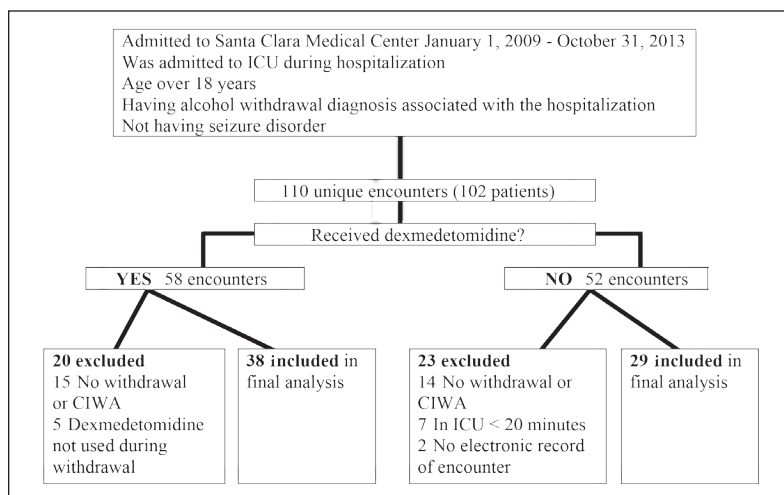 Admitted to Santa Clara Medical Center January 1, 2009 - October 31, 2013
Was admitted to ICU during hospitalization
Age over 18 years
Having alcohol withdrawal diagnosis associated with the hospitalization
Not having seizure disorder
110 unique encounters (102 patients)
Received dexmedetomidine?
YES 58 encounters
NO 52 encounters
20 excluded
15 No withdrawal
or CIWA
5 Dexmedetomidine
not used during
withdrawal
38 included in
final analysis
23 excluded
14 No withdrawal or
CIWA
7 In ICU < 20 minutes
2 No electronic record
of encounter
29 included in
final analysis